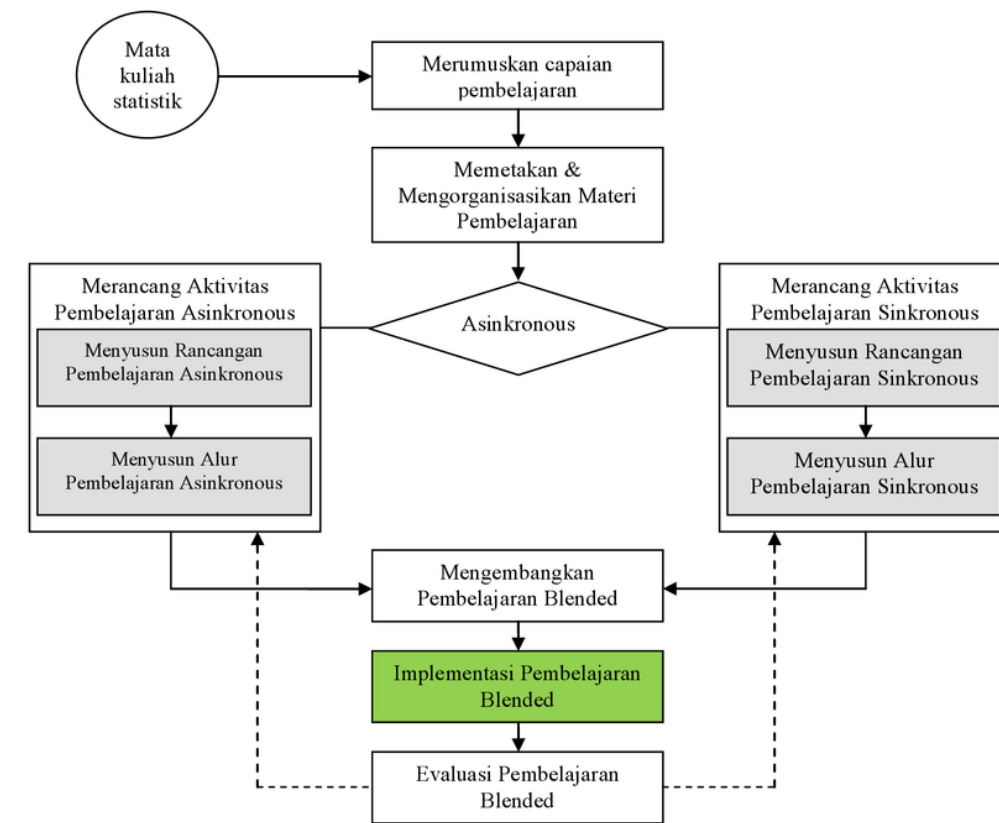 Mata
kuliah
statistik
Merumuskan capaian
pembelajaran
Memetakan &
Mengorganisasikan Materi
Pembelajaran
Asinkronous
Merancang Aktivitas
Pembelajaran Asinkronous
Menyusun Rancangan
Pembelajaran Asinkronous
Menyusun Alur
Pembelajaran Asinkronous
Merancang Aktivitas
Pembelajaran Sinkronous
Menyusun Rancangan
Pembelajaran Sinkronous
Menyusun Alur
Pembelajaran Sinkronous
Mengembangkan
Pembelajaran Blended
Implementasi Pembelajaran
Blended
Evaluasi Pembelajaran
Blended